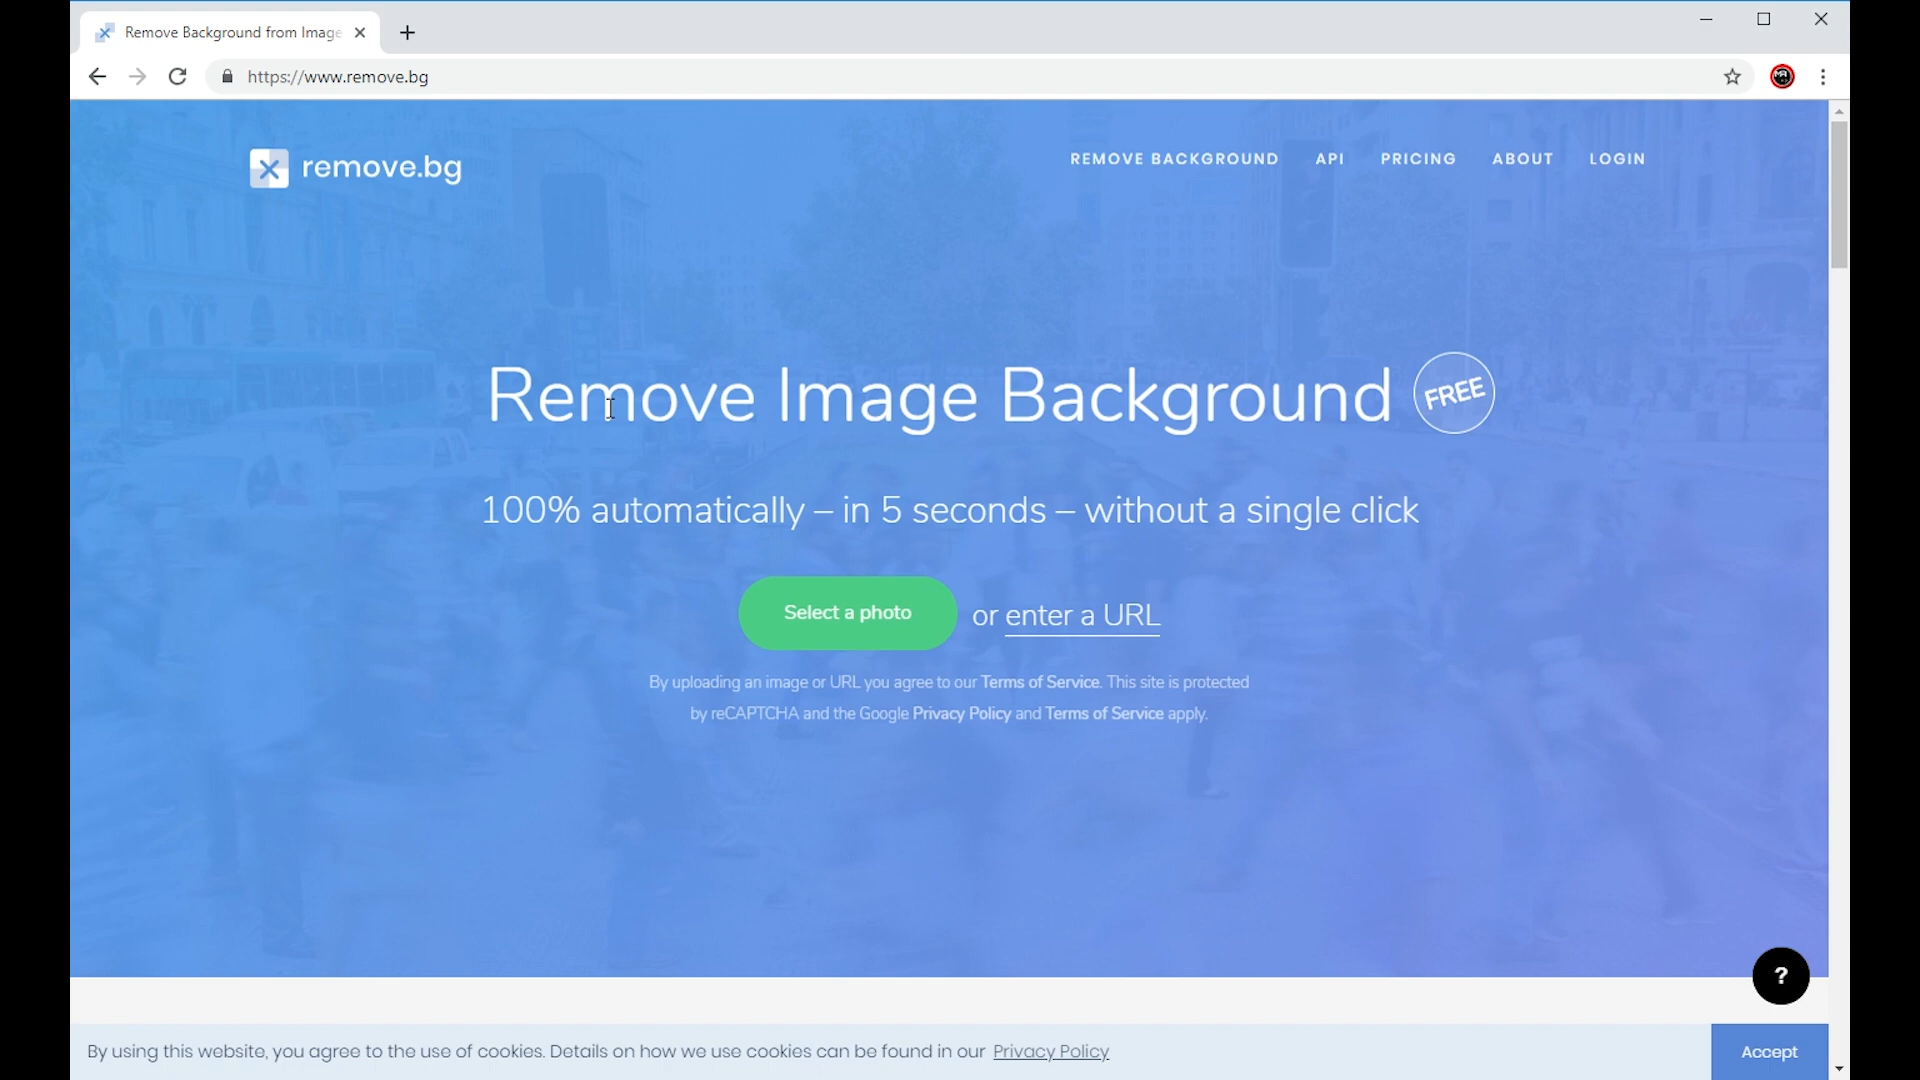 Remove Background from Image
https://www.remove.bg
remove.bg
REMOVE BACKGROUND API PRICING ABOUT LOGIN
Remove Image Background FREE
100% automatically – in 5 seconds – without a single click
Select a photo or enter a URL
By uploading an image or URL you agree to our Terms of Service. This site is protected
by reCAPTCHA and the Google Privacy Policy and Terms of Service apply.
?
By using this website, you agree to the use of cookies. Details on how we use cookies can be found in our Privacy Policy
Accept